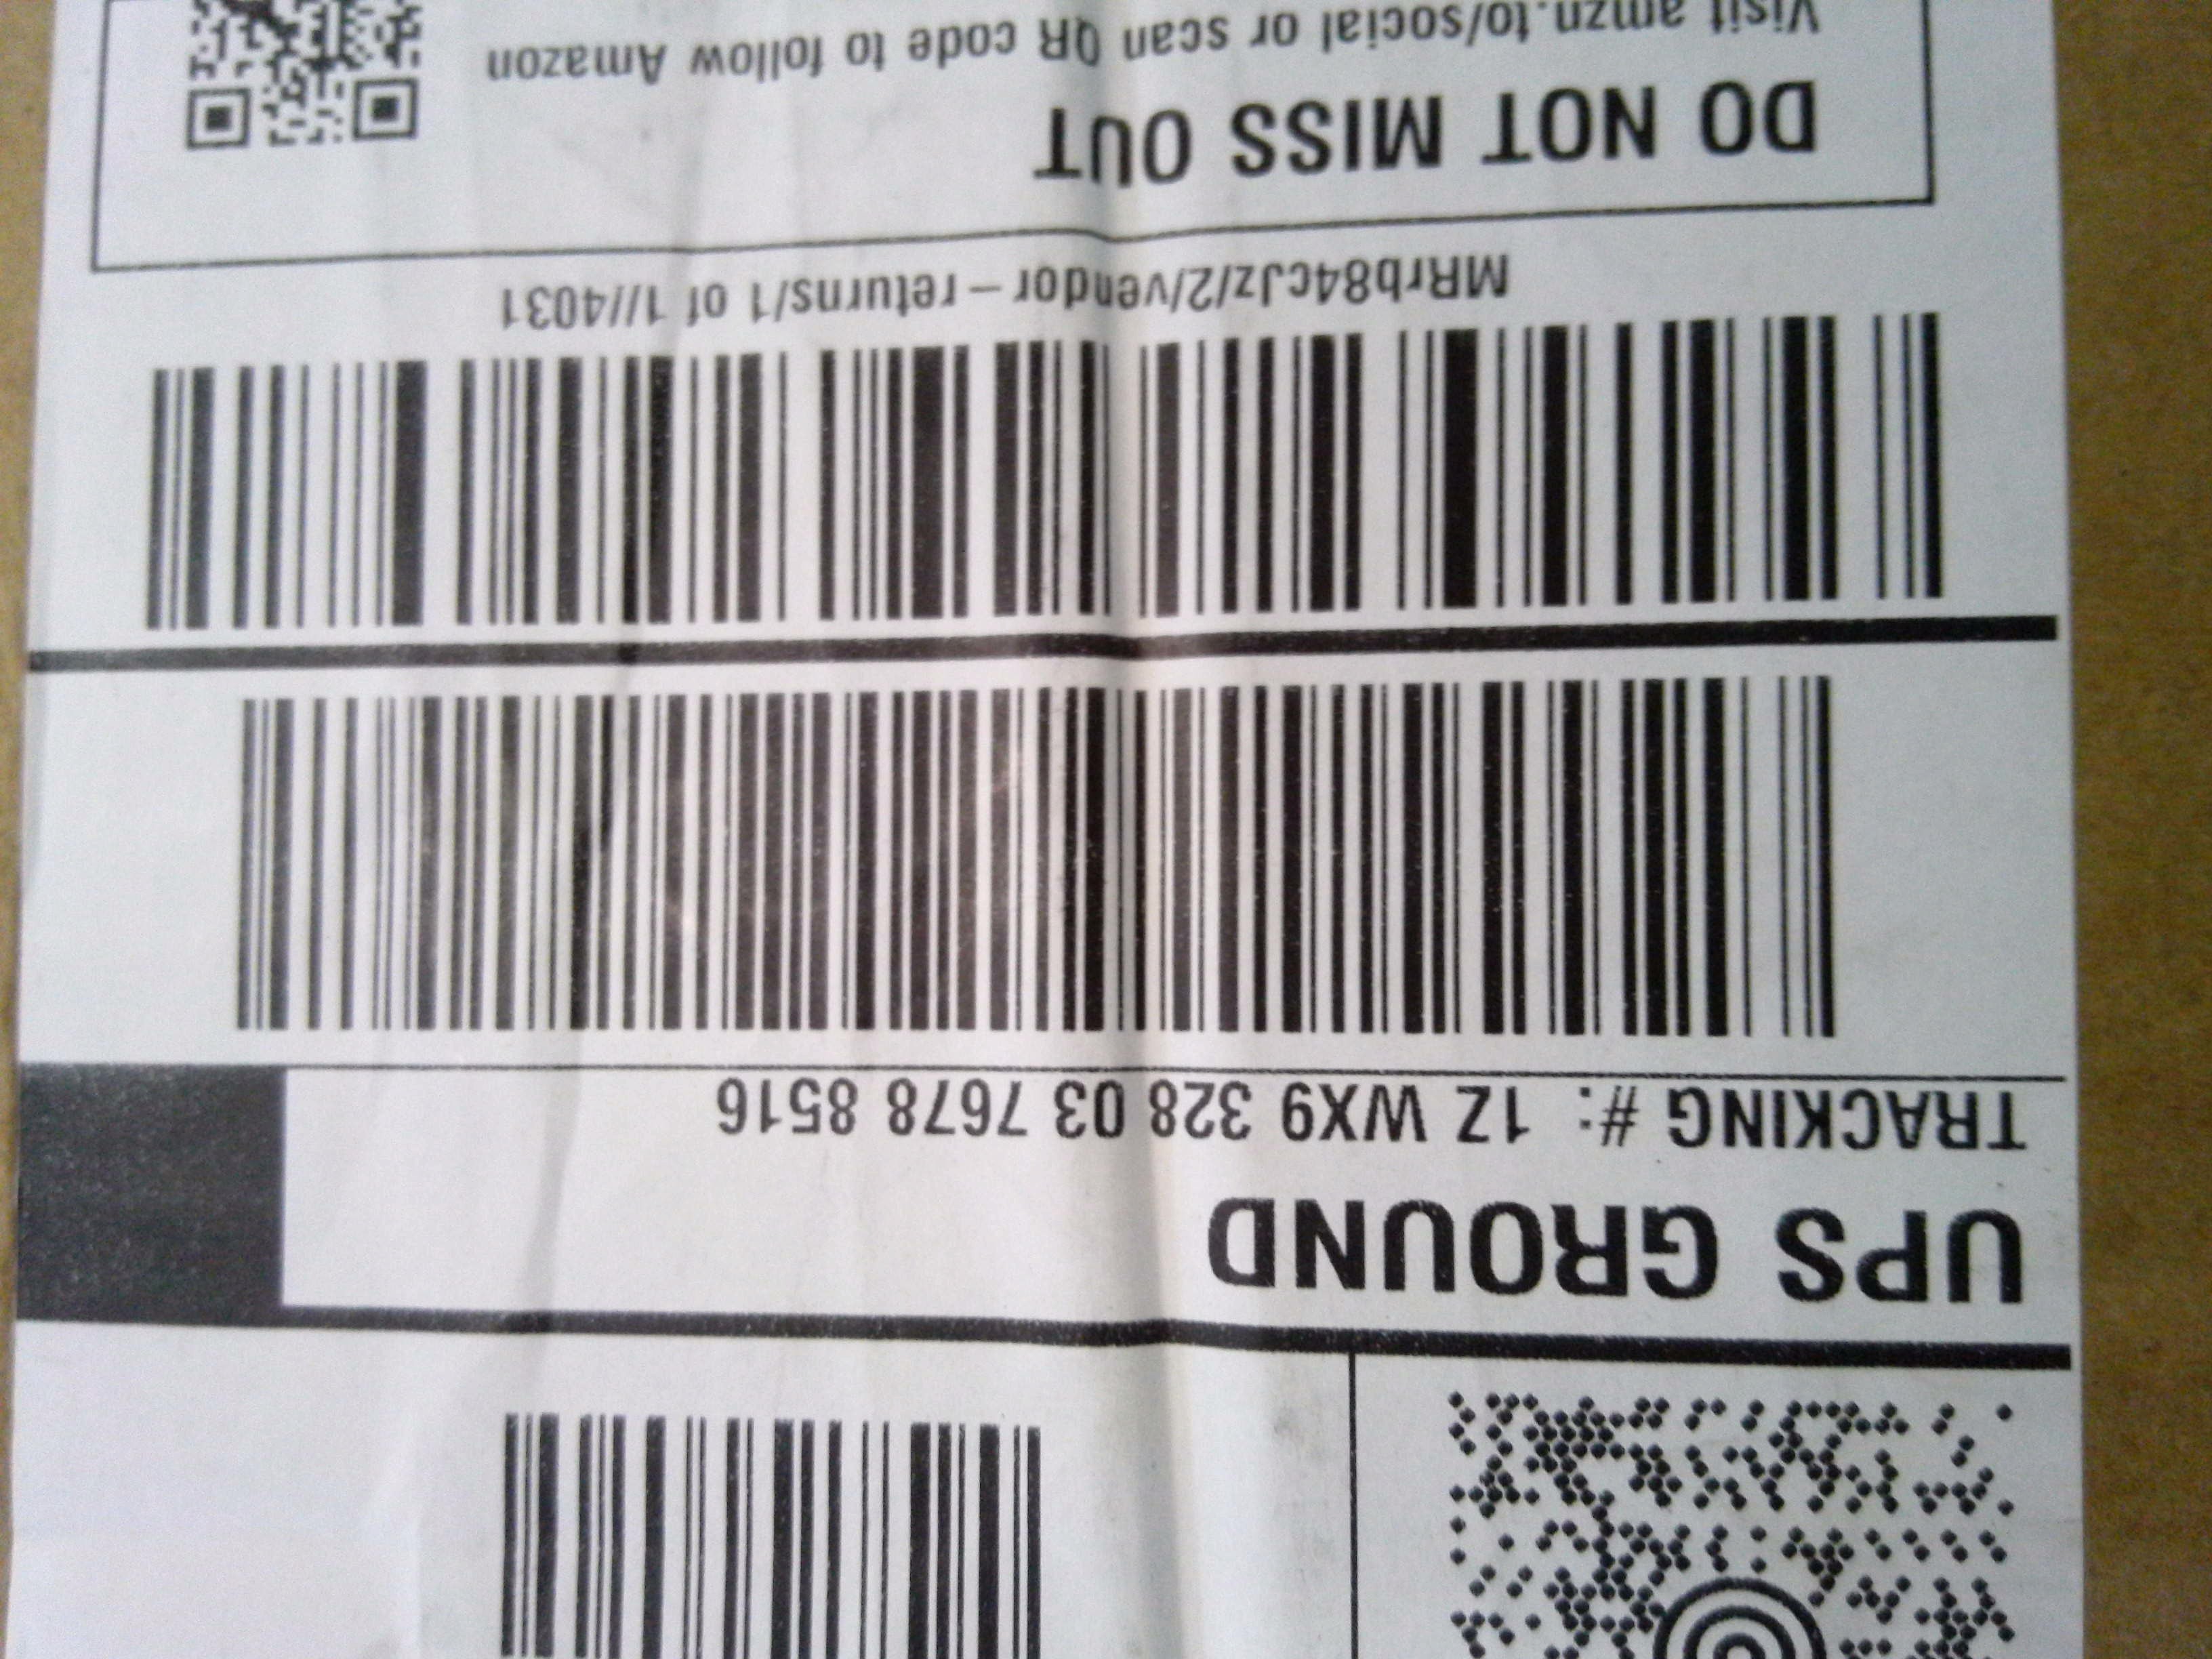 UPS GROUND
TRACKING #: 1Z WX9 328 03 7678 8516
MRrb84cJz/2/vendor-returns/1 of 1//4031
DO NOT MISS OUT
Visit amzn.to/social or scan QR code to follow Amazon